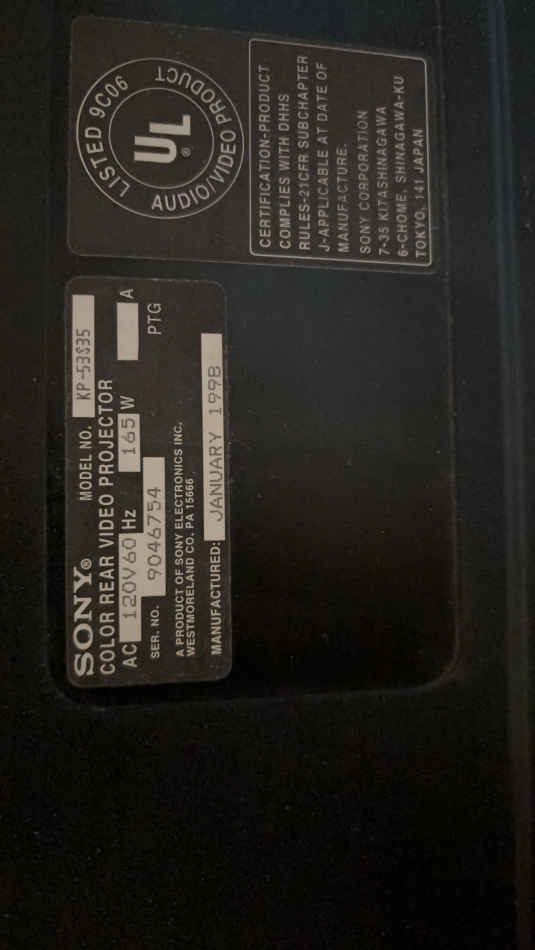 SONY® MODEL NO. KP-53S35
COLOR REAR VIDEO PROJECTOR
AC 120V60 Hz 165 W A
SER. NO. 9046754 PTG
A PRODUCT OF SONY ELECTRONICS INC.
WESTMORELAND CO. PA 15666
MANUFACTURED: JANUARY 1998
LISTED 9C06
UL®
AUDIO/VIDEO PRODUCT
CERTIFICATION-PRODUCT
COMPLIES WITH DHHS
RULES-21CFR SUBCHAPTER
J-APPLICABLE AT DATE OF
MANUFACTURE.
SONY CORPORATION
7-35 KITASHINAGAWA
6-CHOME, SHINAGAWA-KU
TOKYO, 141 JAPAN